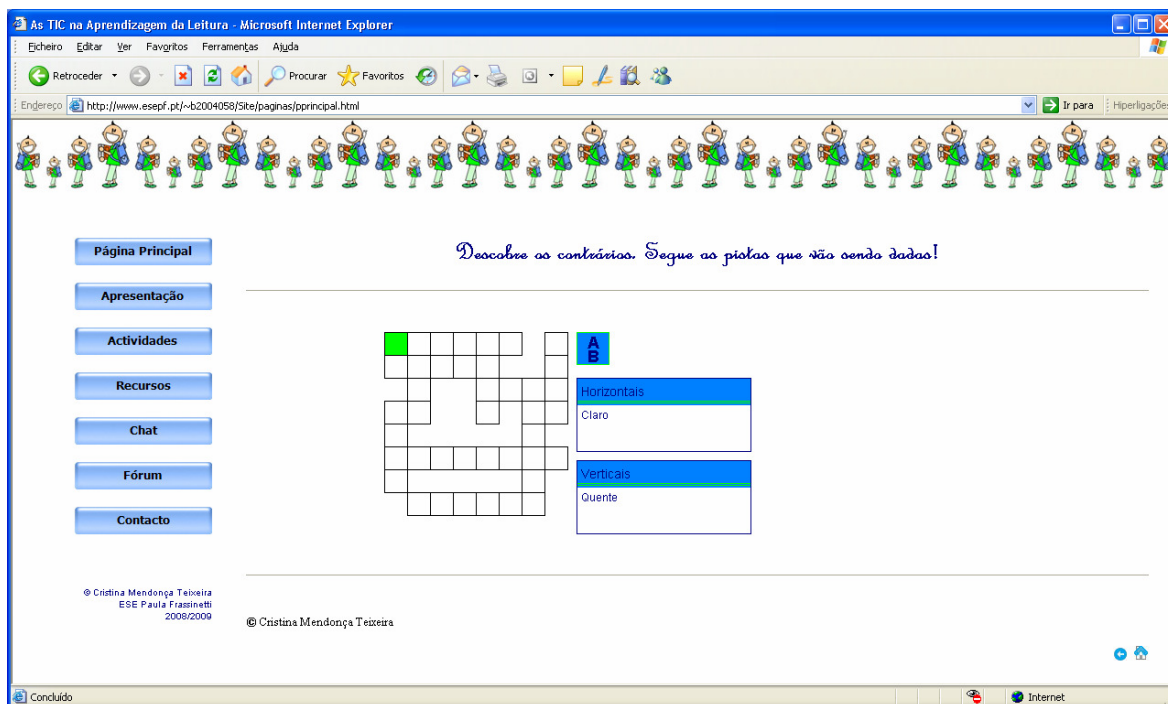 As TIC na Aprendizagem da Leitura - Microsoft Internet Explorer
Ficheiro Editar Ver Favoritos Ferramentas Ajuda
Retroceder Procurar Favoritos
Endereço http://www.esepf.pt/~b2004058/Site/paginas/pprincipal.html Ir para Hiperligações
Página Principal
Descobre os contrários. Segue as pistas que vão sendo dadas!
Apresentação
Actividades
Recursos
Chat
Fórum
Contacto
A
B
Horizontais
Claro
Verticais
Quente
© Cristina Mendonça Teixeira
ESE Paula Frassinetti
2008/2009
© Cristina Mendonça Teixeira
Concluído Internet